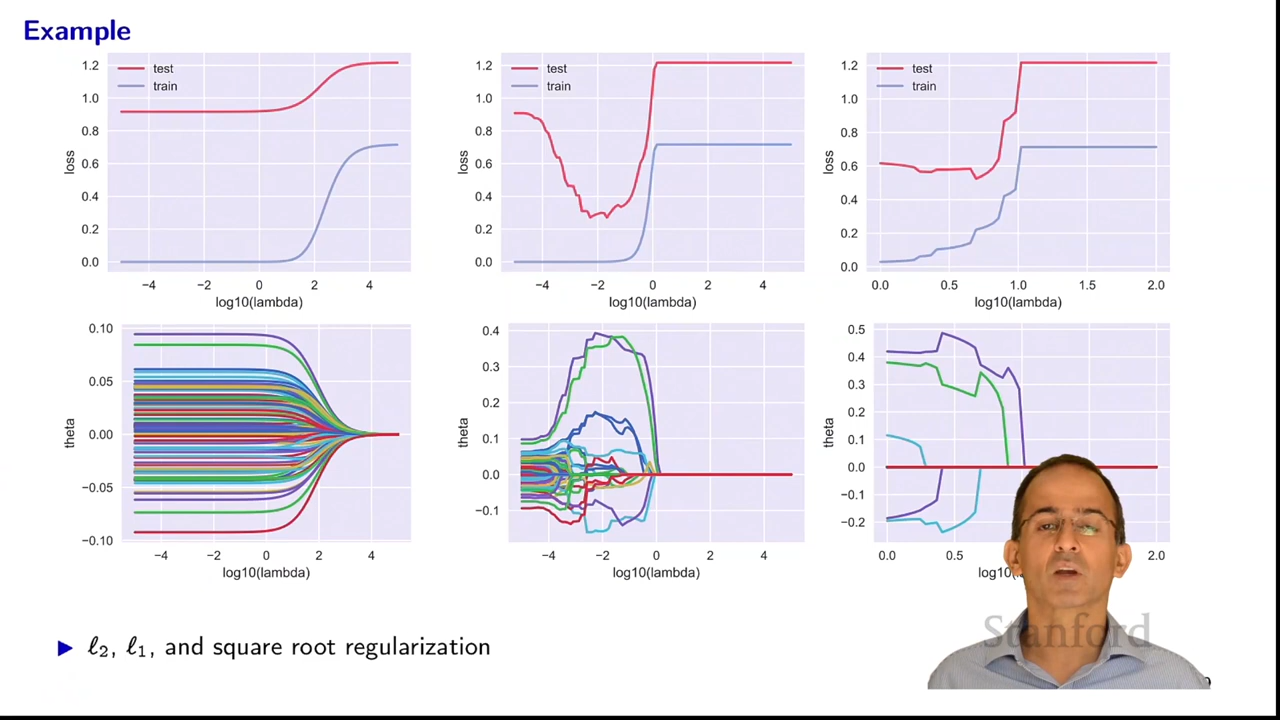 Example
test
train
1.2
1.0
0.8
0.6
0.4
0.2
0.0
loss
−4 −2 0 2 4
log10(lambda)
test
train
1.2
1.0
0.8
0.6
0.4
0.2
0.0
loss
−4 −2 0 2 4
log10(lambda)
test
train
1.2
1.0
0.8
0.6
0.4
0.2
0.0
loss
0.0 0.5 1.0 1.5 2.0
log10(lambda)
0.10
0.05
0.00
−0.05
−0.10
theta
−4 −2 0 2 4
log10(lambda)
0.4
0.3
0.2
0.1
0.0
−0.1
theta
−4 −2 0 2 4
log10(lambda)
0.5
0.4
0.3
0.2
0.1
0.0
−0.1
−0.2
theta
0.0 0.5 2.0
▶ ℓ₂, ℓ₁, and square root regularization
Stanford